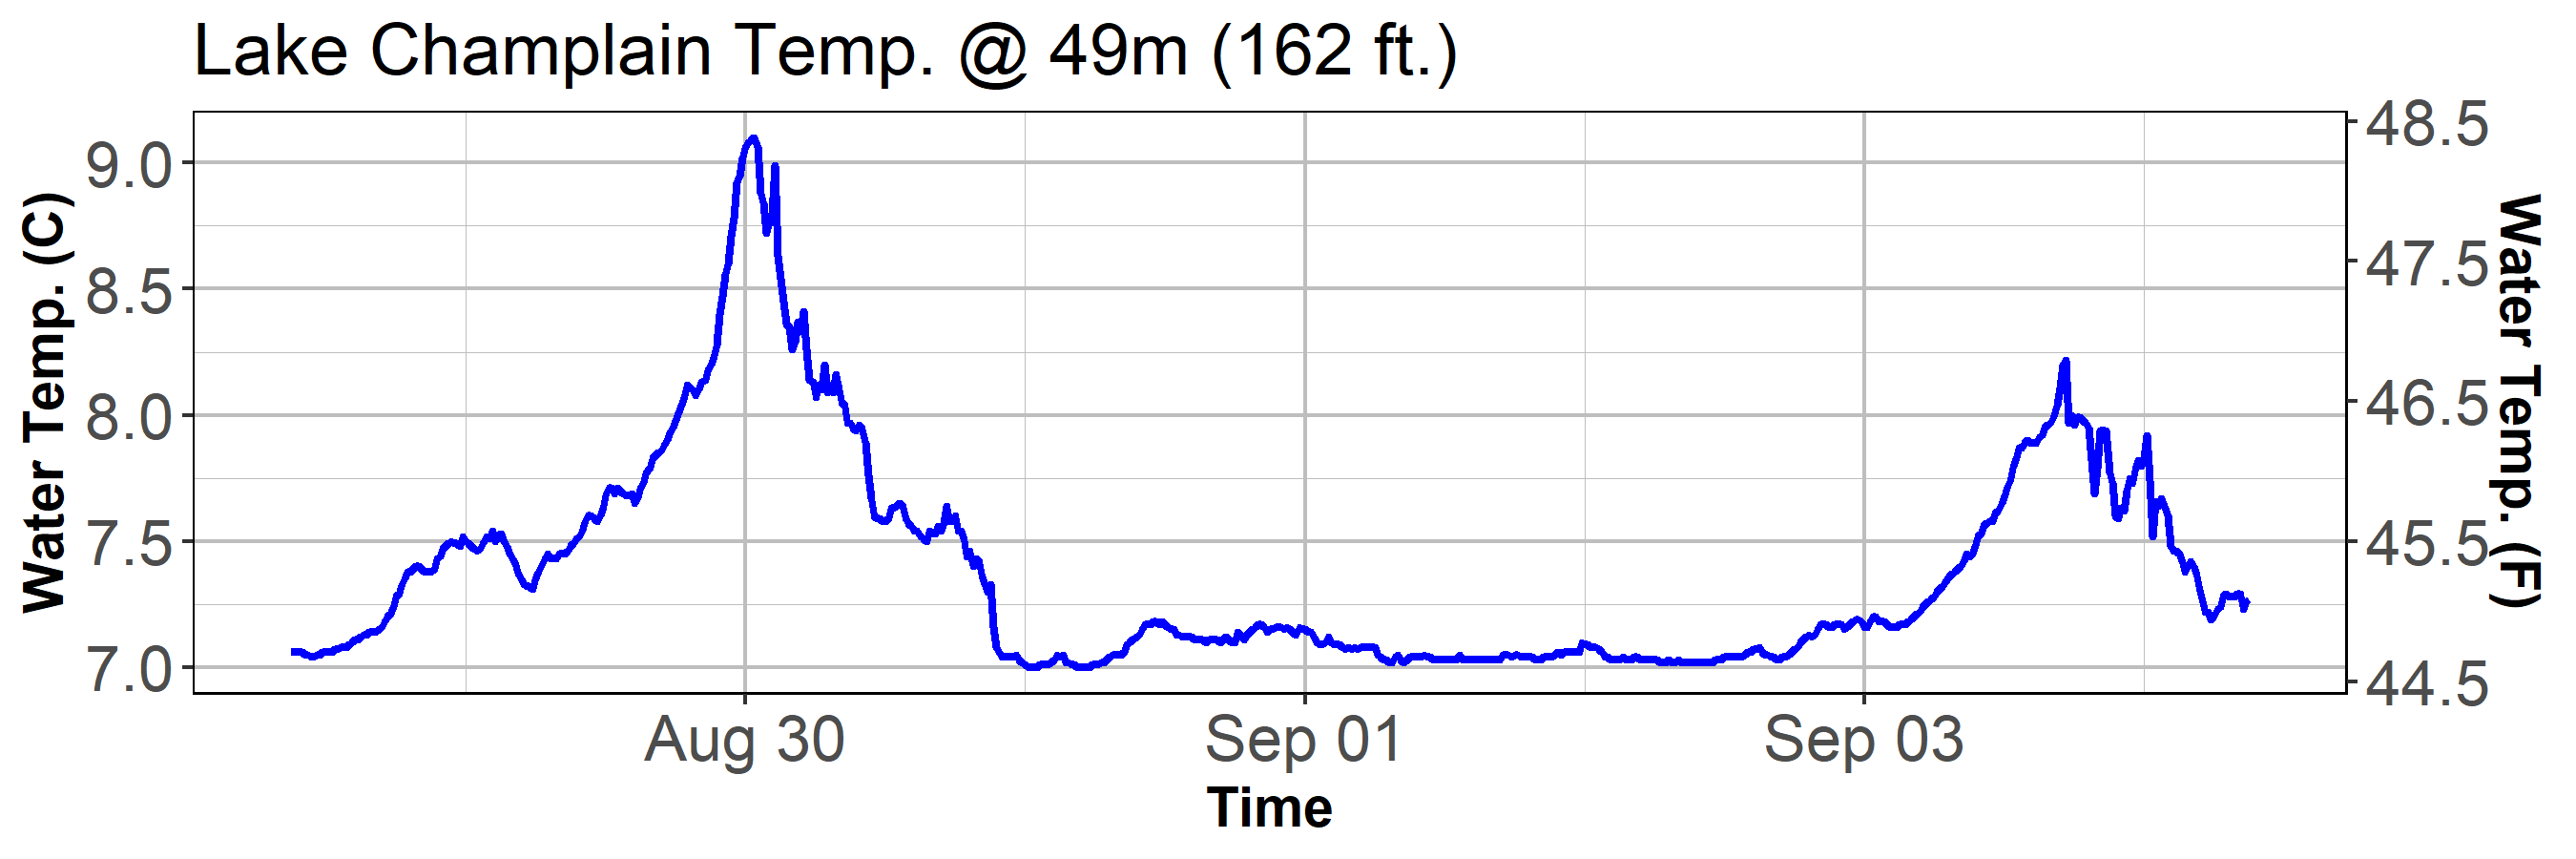 Lake Champlain Temp. @ 49m (162 ft.)
Water Temp. (C)
9.0
8.5
8.0
7.5
7.0
48.5
47.5
46.5
45.5
44.5
Water Temp. (F)
Aug 30 Sep 01 Sep 03
Time